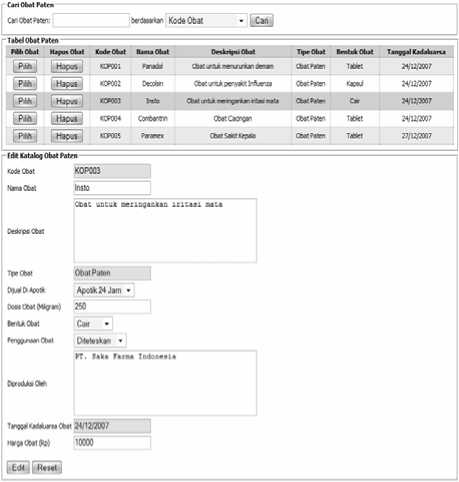 Cari Obat Paten
Cari Obat Paten: berdasarkan Kode Obat Cari
Tabel Obat Paten
Pilih Obat Hapus Obat Kode Obat Nama Obat Deskripsi Obat Tipe Obat Bentuk Obat Tanggal Kadaluarsa
Pilih Hapus KOP001 Panadol Obat untuk menurunkan demam Obat Paten Tablet 24/12/2007
Pilih Hapus KOP002 Decolsin Obat untuk penyakit Influenza Obat Paten Kapsul 24/12/2007
Pilih Hapus KOP003 Insto Obat untuk meringankan iritasi mata Obat Paten Cair 24/12/2007
Pilih Hapus KOP004 Combantrin Obat Cacingan Obat Paten Tablet 24/12/2007
Pilih Hapus KOP005 Paramex Obat Sakit Kepala Obat Paten Tablet 27/12/2007
Edit Katalog Obat Paten
Kode Obat KOP003
Nama Obat Insto
Deskripsi Obat Obat untuk meringankan iritasi mata
Tipe Obat Obat Paten
Dijual Di Apotik Apotik 24 Jam
Dosis Obat (Miligram) 250
Bentuk Obat Cair
Penggunaan Obat Diteteskan
Diproduksi Oleh PT. Saka Farma Indonesia
Tanggal Kadaluarsa Obat 24/12/2007
Harga Obat (Rp) 10000
Edit Reset